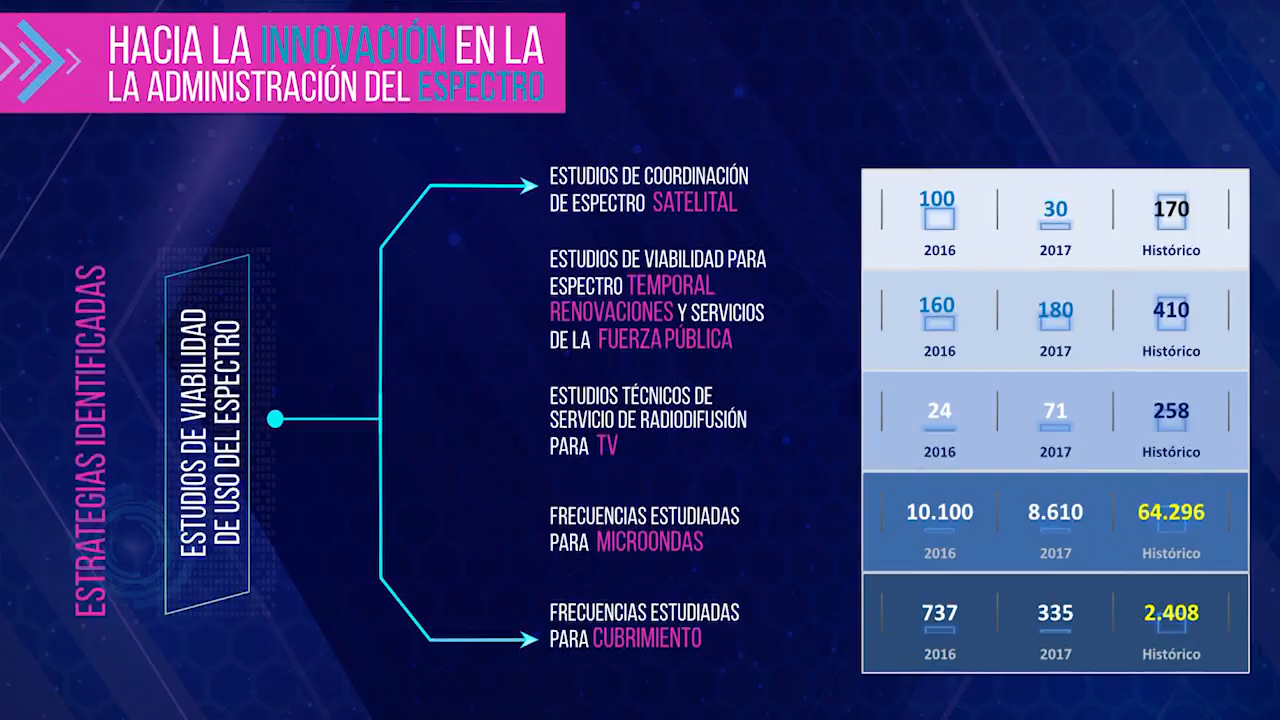 HACIA LA INNOVACIÓN EN LA
LA ADMINISTRACIÓN DEL ESPECTRO
ESTRATEGIAS IDENTIFICADAS
ESTUDIOS DE VIABILIDAD
DE USO DEL ESPECTRO
ESTUDIOS DE COORDINACIÓN
DE ESPECTRO SATELITAL
100 30 170
2016 2017 Histórico
ESTUDIOS DE VIABILIDAD PARA
ESPECTRO TEMPORAL
RENOVACIONES Y SERVICIOS
DE LA FUERZA PÚBLICA
160 180 410
2016 2017 Histórico
ESTUDIOS TÉCNICOS DE
SERVICIO DE RADIODIFUSIÓN
PARA TV
24 71 258
2016 2017 Histórico
FRECUENCIAS ESTUDIADAS
PARA MICROONDAS
10.100 8.610 64.296
2016 2017 Histórico
FRECUENCIAS ESTUDIADAS
PARA CUBRIMIENTO
737 335 2.408
2016 2017 Histórico